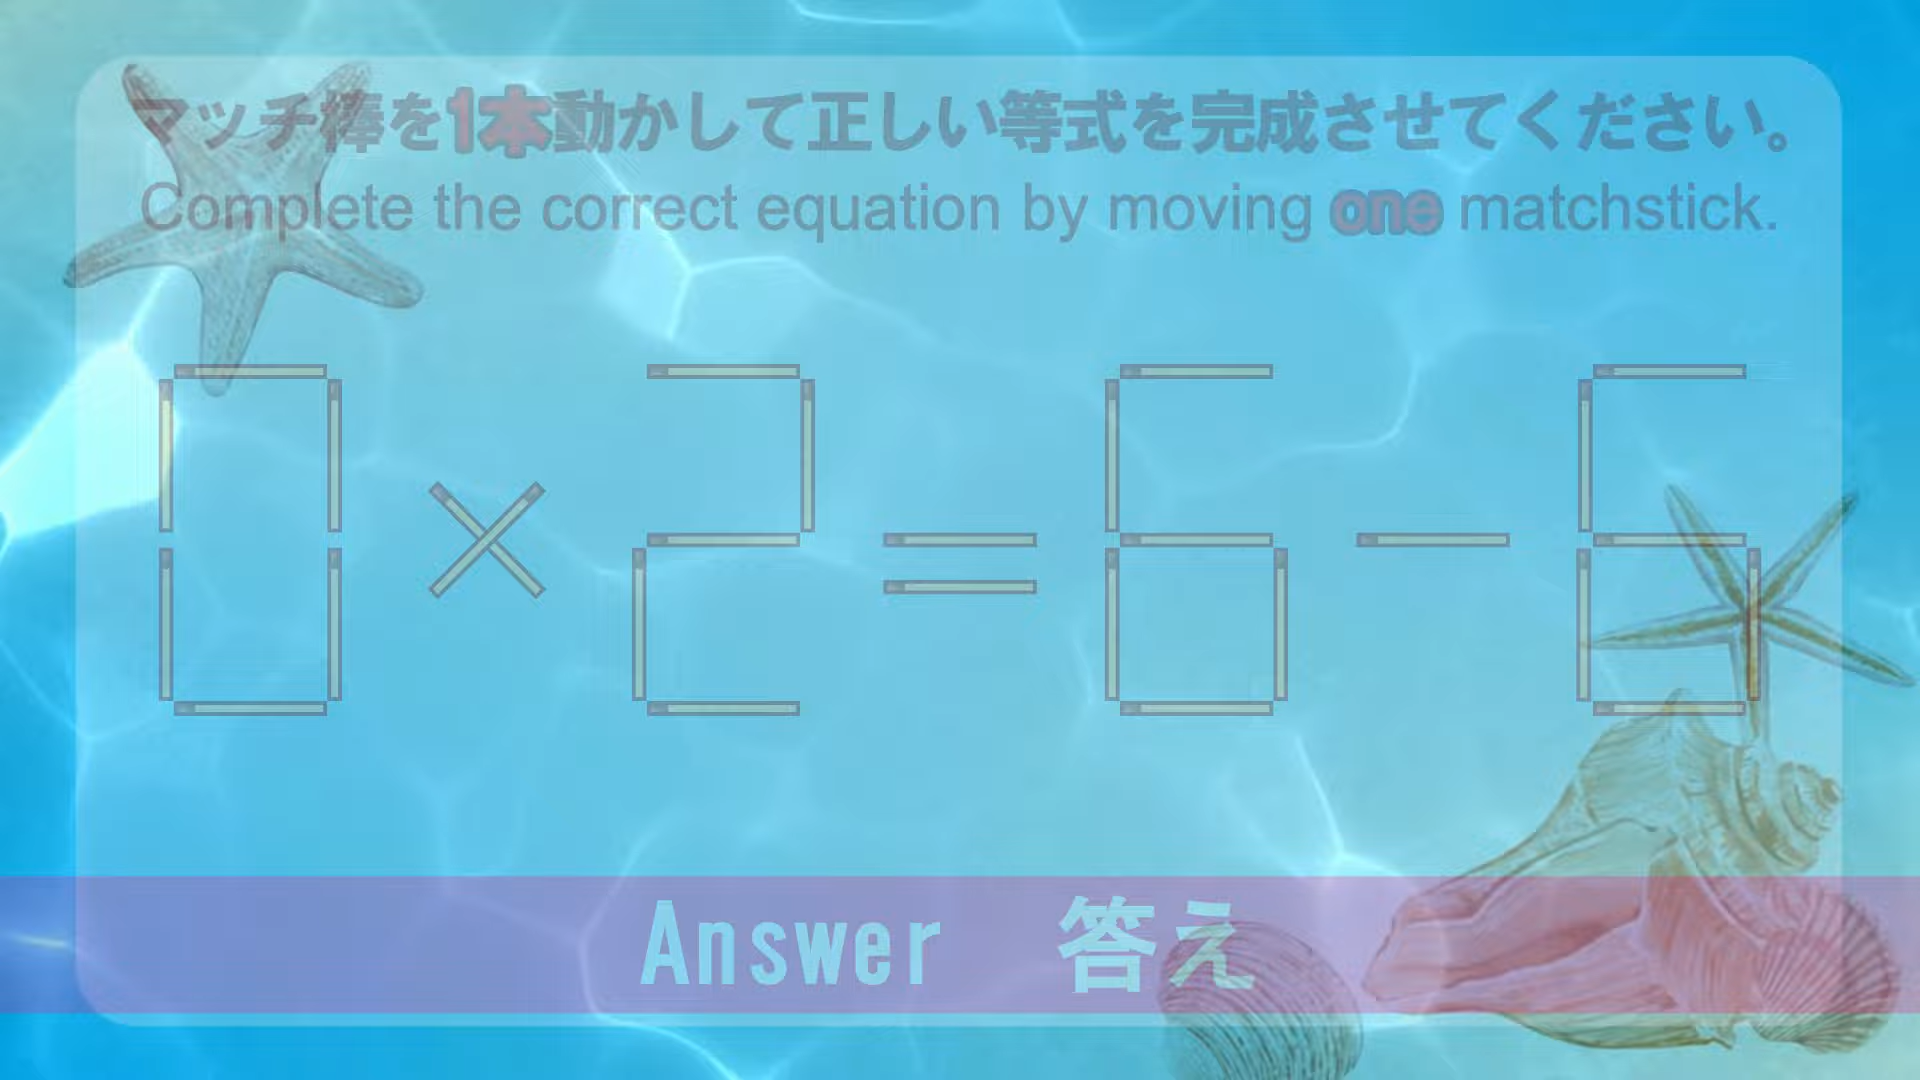 マッチ棒を1本動かして正しい等式を完成させてください。
Complete the correct equation by moving one matchstick.
0×2=6-6
Answer 答え